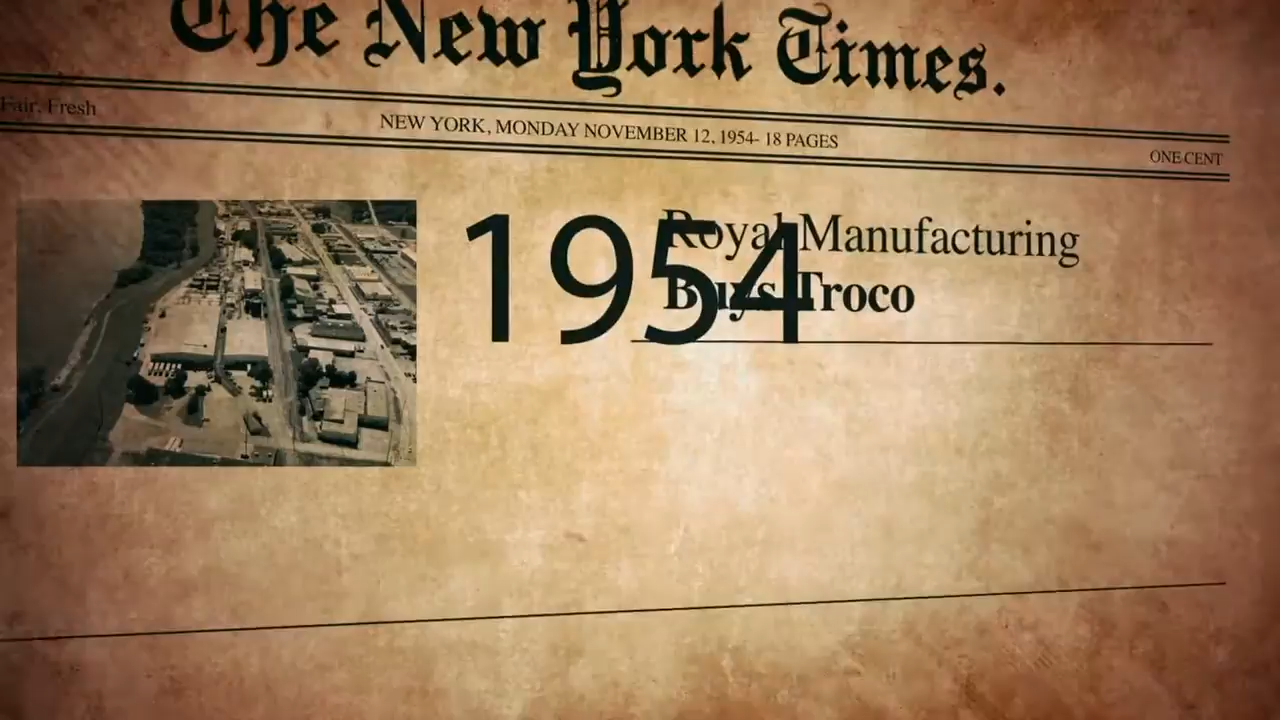 The New York Times.
Fair, Fresh
NEW YORK, MONDAY NOVEMBER 12, 1954- 18 PAGES
ONE CENT
1954
Royal Manufacturing
Buys Troco